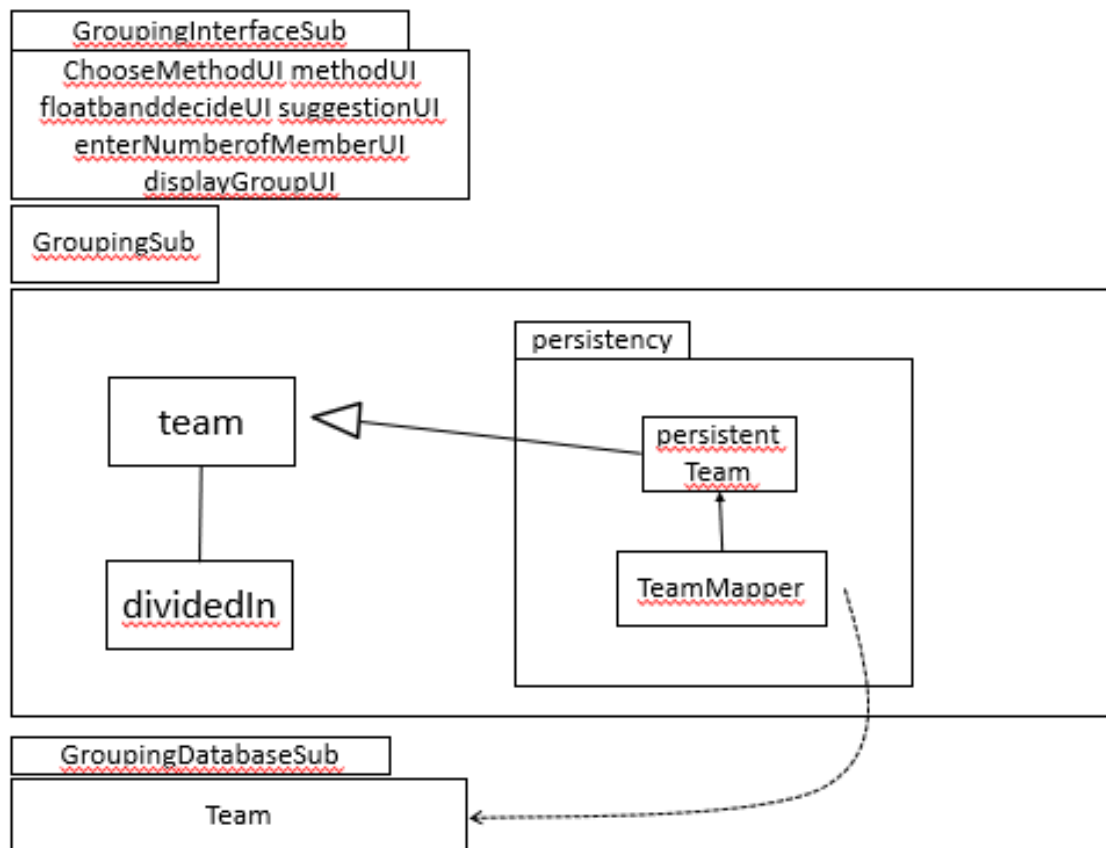 GroupingInterfaceSub
ChooseMethodUI methodUI
floatbanddecideUI suggestionUI
enterNumberofMemberUI
displayGroupUI
GroupingSub
persistency
team
persistent
Team
dividedIn
TeamMapper
GroupingDatabaseSub
Team